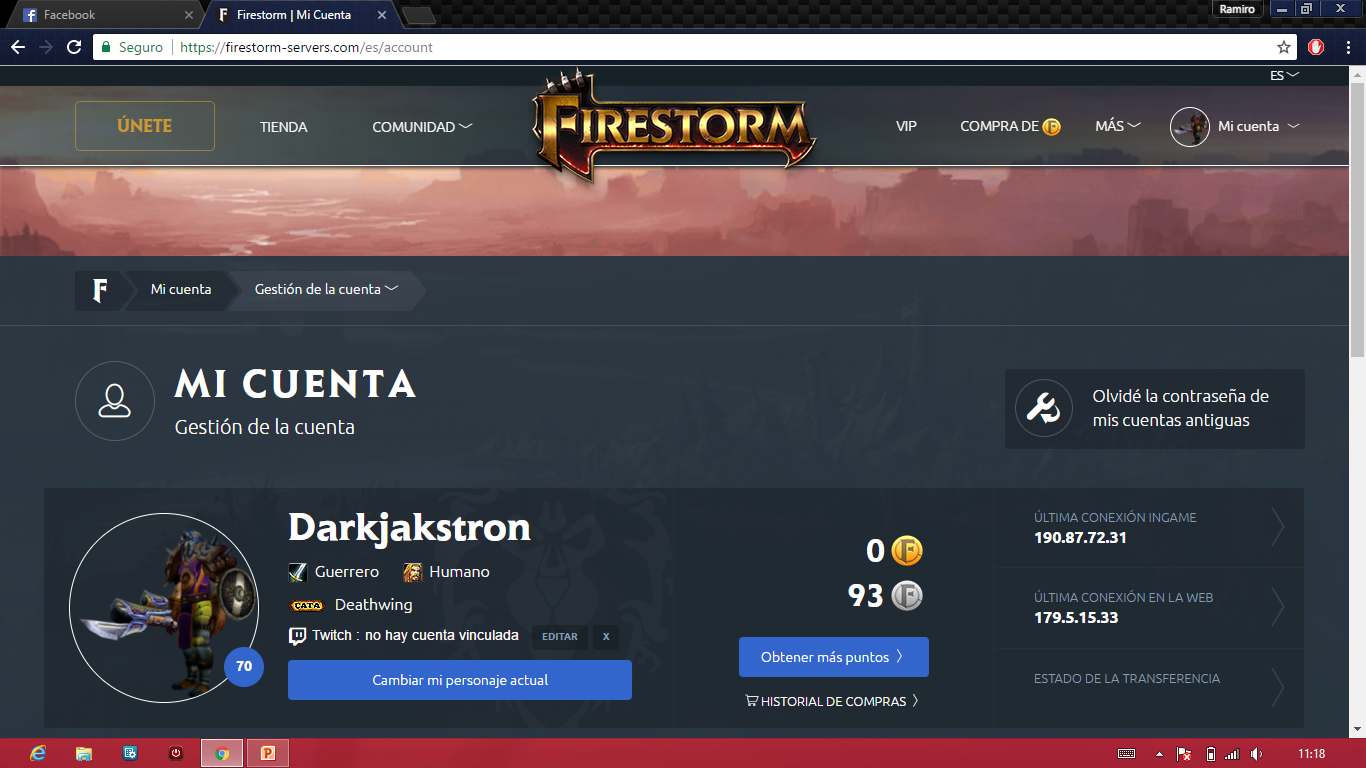 Facebook
Firestorm | Mi Cuenta
Ramiro
Seguro
https://firestorm-servers.com/es/account
ES
ÚNETE
TIENDA
COMUNIDAD
FIRESTORM
VIP
COMPRA DE F
MÁS
Mi cuenta
F
Mi cuenta
Gestión de la cuenta
MI CUENTA
Gestión de la cuenta
Olvidé la contraseña de
mis cuentas antiguas
Darkjakstron
Guerrero
Humano
CATA
Deathwing
Twitch : no hay cuenta vinculada
EDITAR
X
70
Cambiar mi personaje actual
0 F
93 F
Obtener más puntos
HISTORIAL DE COMPRAS
ÚLTIMA CONEXIÓN INGAME
190.87.72.31
ÚLTIMA CONEXIÓN EN LA WEB
179.5.15.33
ESTADO DE LA TRANSFERENCIA
11:18